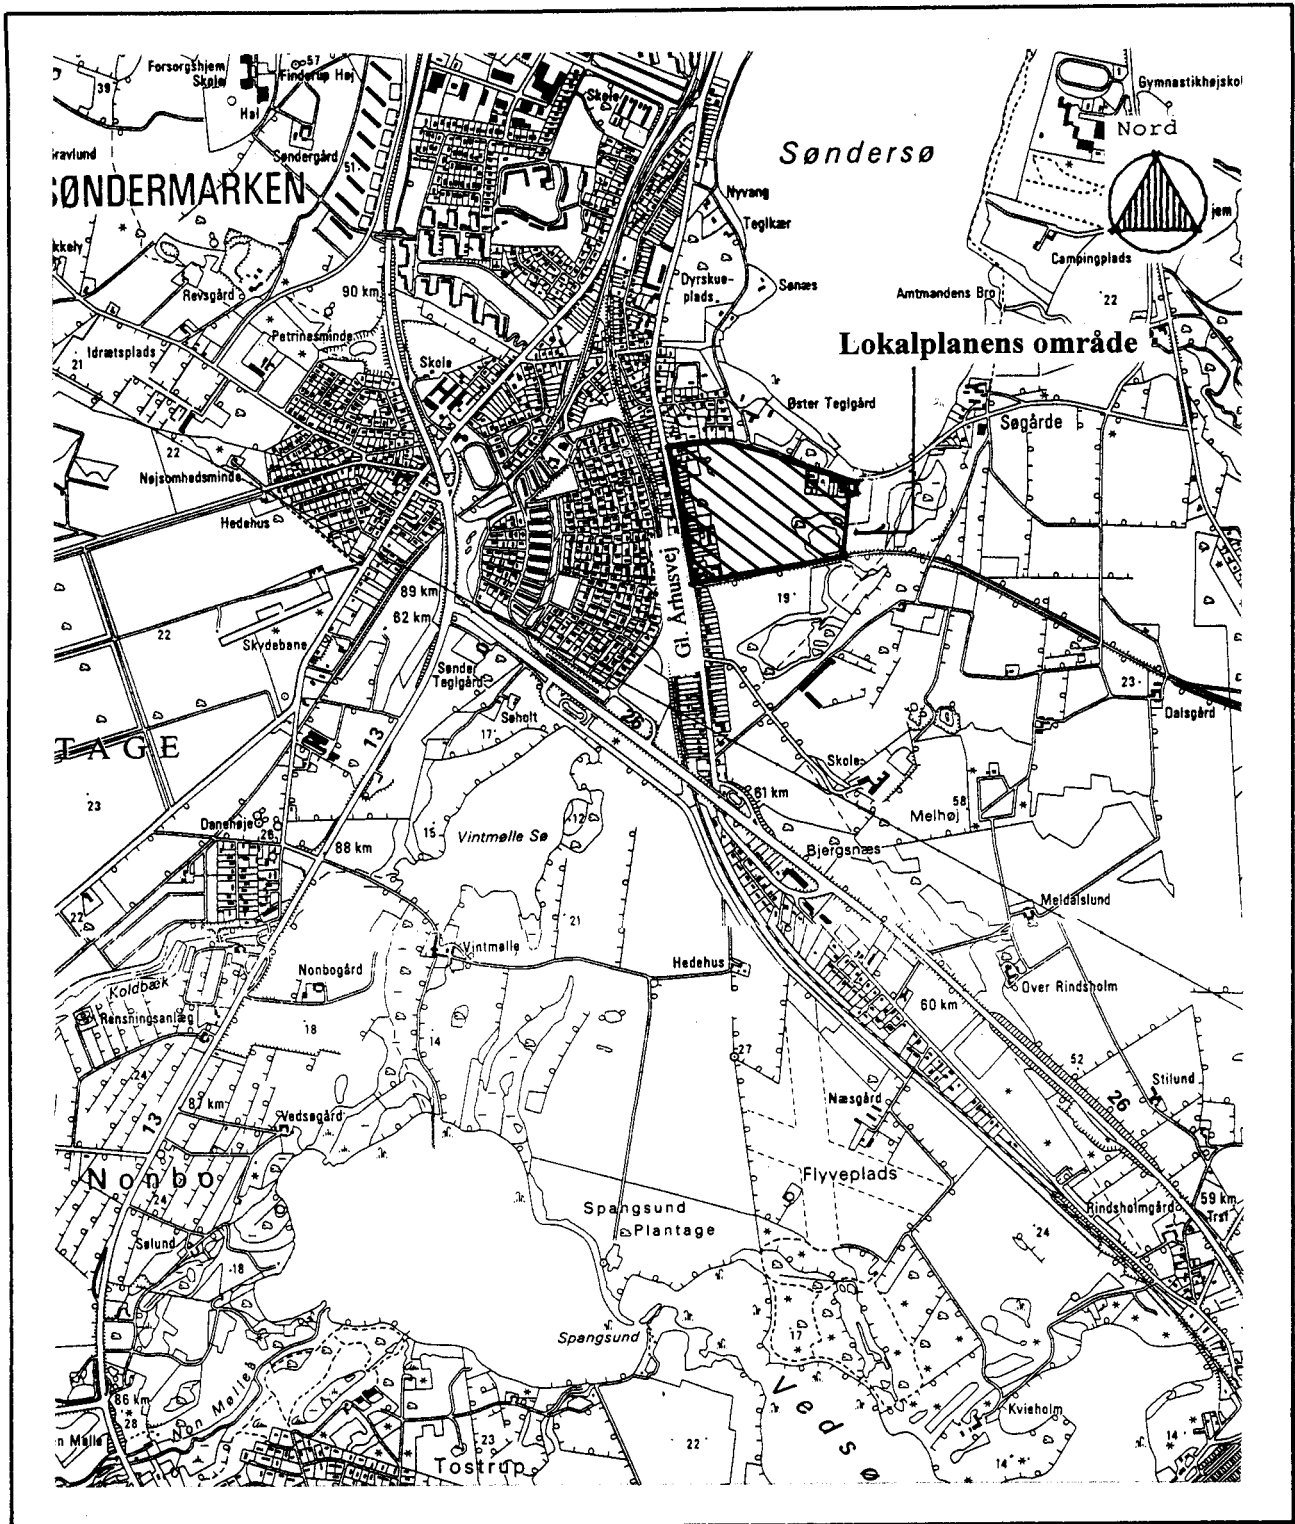 Forsorgshjem
Skole
57
Finderup Høj
39
Høl
Søndergård
51
SØNDERMARKEN
Skole
Søndersø
Gymnastikhøjskol
Nord
jem
Nyvang
Teglkær
Campingplads
22
Dyrskue-
plads
Sønæs
Amtmandens Bro
Revsgård
90 km
Petrinesminde
Idrætsplads
21
Skole
Lokalplanens område
Øster Teglgård
Søgårde
22
Nøjsomhedsminde
Hedehus
Gl. Århusvej
89 km
62 km
19
22
Skydebane
Sønder
Teglgård
Søholt
17
26
23
Dalsgård
TAGE
13
Skole
61 km
58
Melhøj
23
Danehøje
28
15
Vintmølle Sø
12
88 km
Bjergsnæs
22
21
Meldalslund
Vintmølle
Hedehus
Nonbogård
Koldbæk
Over Rindsholm
Rensningsanlæg
18
60 km
14
27
52
24
Stilund
26
87 km
Næsgård
13
Vedsøgård
Nonbo
Flyveplads
24
Spangsund
Plantage
59 km
Trst
Rindsholmgård
24
Sølund
18
Spangsund
17
86 km
28
Non Mølleå
Vedsø
Kvieholm
n Mølle
23
Tostrup
22
14
14